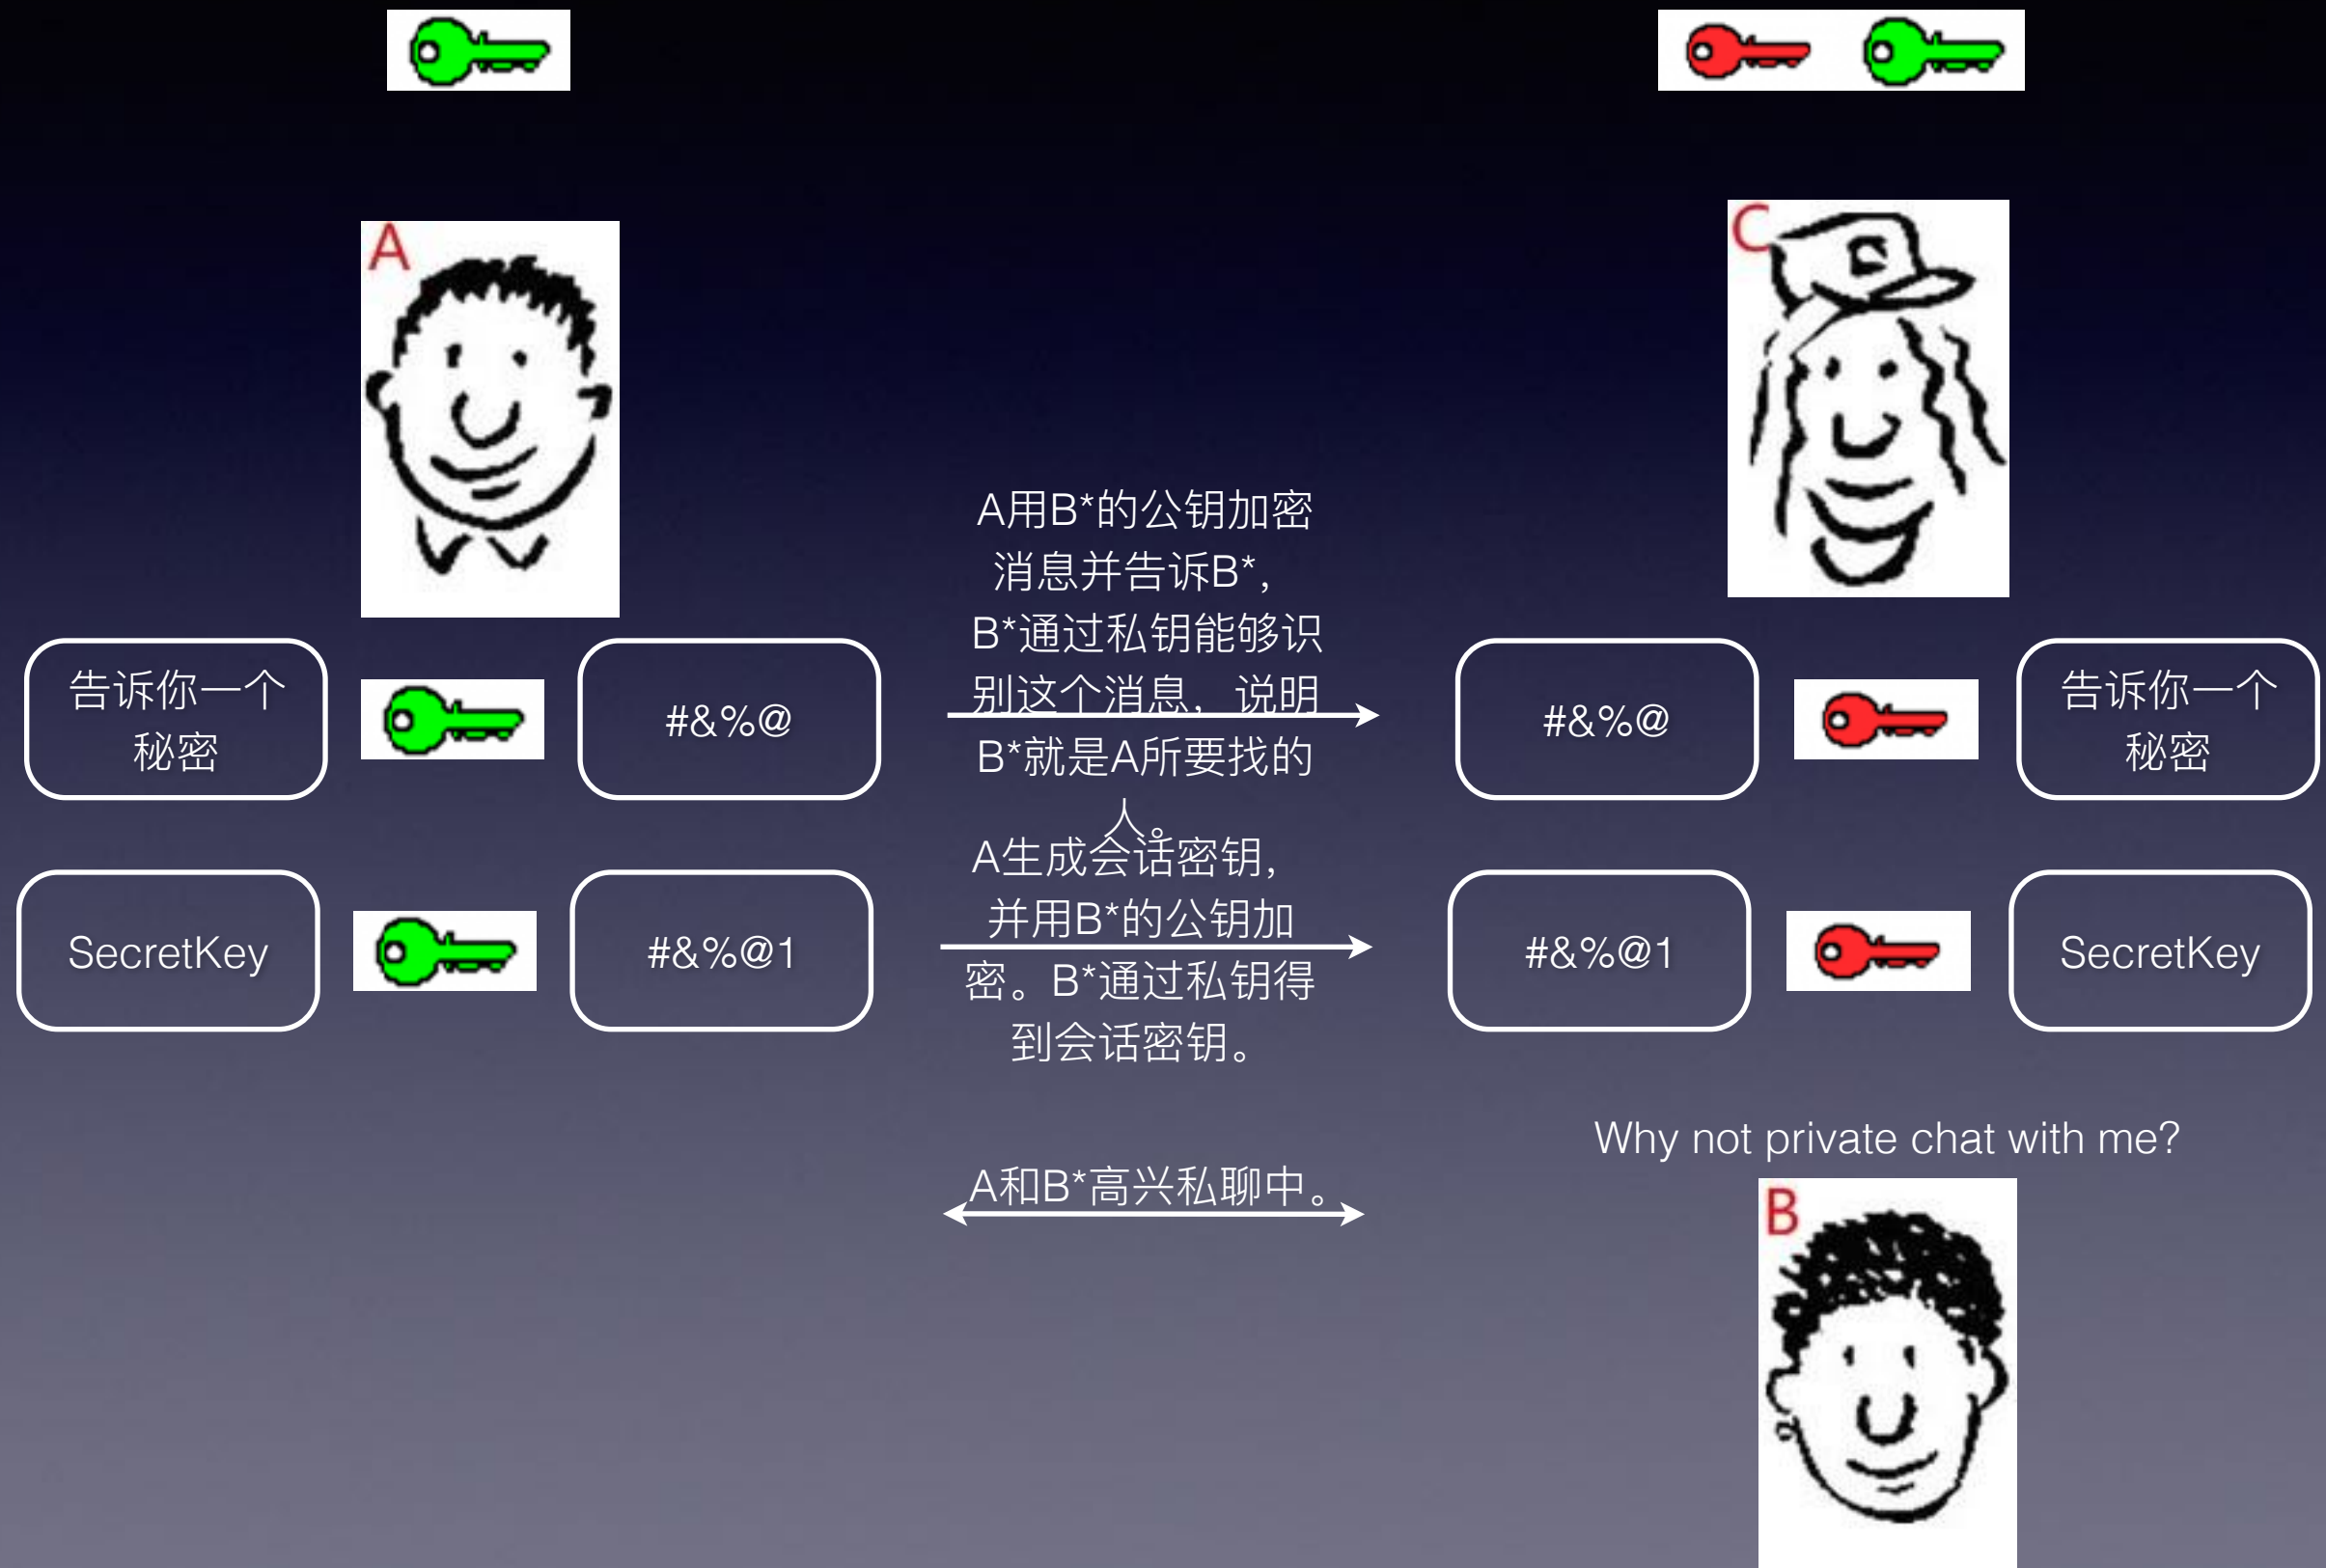 A
C
A用B*的公钥加密
消息并告诉B*，
B*通过私钥能够识
别这个消息，说明
B*就是A所要找的
人。
告诉你一个
秘密
#&%@
#&%@
告诉你一个
秘密
A生成会话密钥，
并用B*的公钥加
密。B*通过私钥得
到会话密钥。
SecretKey
#&%@1
#&%@1
SecretKey
Why not private chat with me?
A和B*高兴私聊中。
B